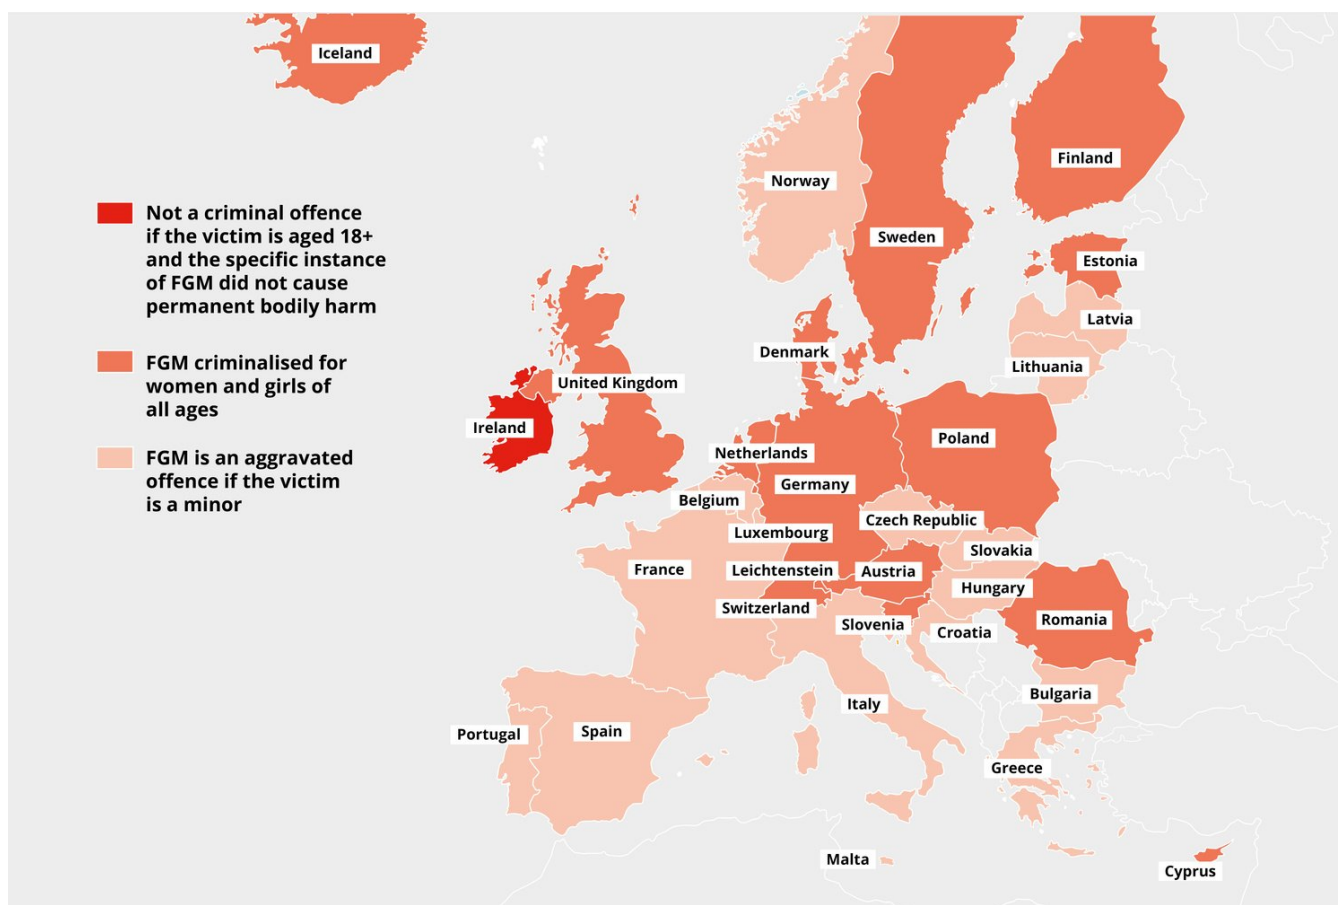 Iceland
Norway
Finland
Sweden
Estonia
Latvia
Lithuania
Denmark
United Kingdom
Ireland
Not a criminal offence
if the victim is aged 18+
and the specific instance
of FGM did not cause
permanent bodily harm
FGM criminalised for
women and girls of
all ages
FGM is an aggravated
offence if the victim
is a minor
Poland
Netherlands
Germany
Belgium
Czech Republic
Luxembourg
Slovakia
France
Leichtenstein
Austria
Hungary
Switzerland
Slovenia
Croatia
Romania
Bulgaria
Italy
Portugal
Spain
Greece
Malta
Cyprus